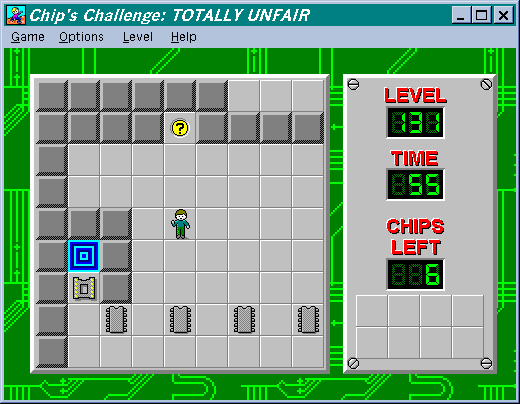 Chip's Challenge: TOTALLY UNFAIR
Game Options Level Help
?
LEVEL
131
TIME
55
CHIPS
LEFT
6